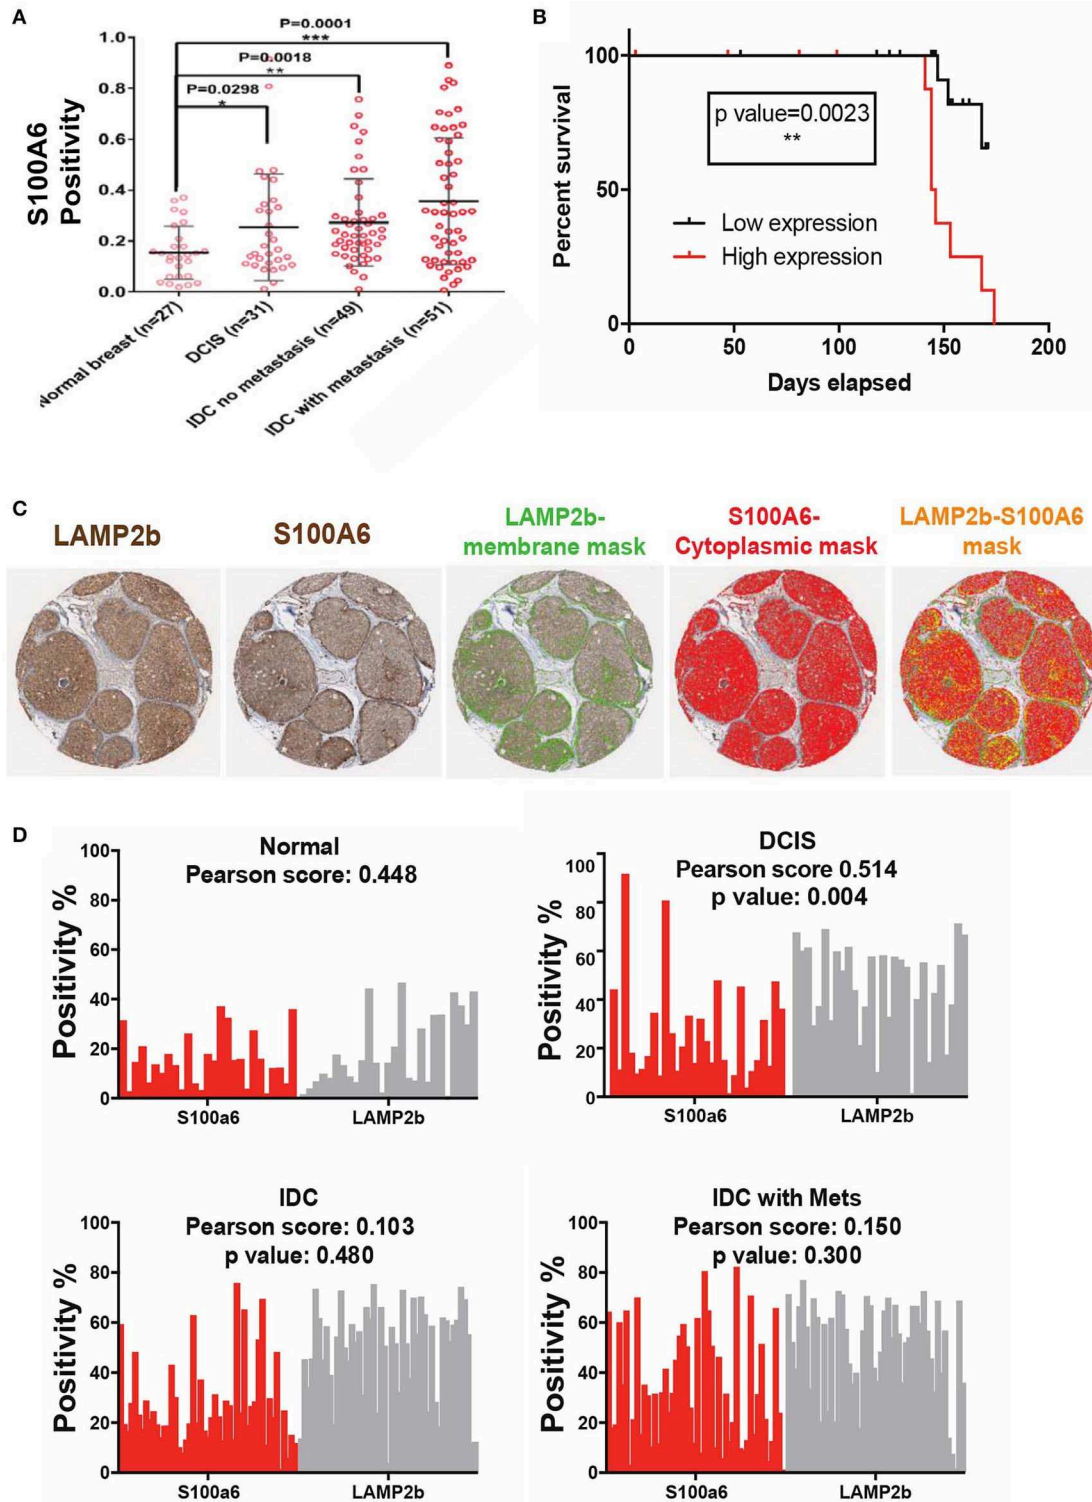 A
P=0.0001
***
P=0.0018
**
P=0.0298
*
S100A6
Positivity
1.0
0.8
0.6
0.4
0.2
0.0
Normal breast (n=27)
DCIS (n=31)
IDC no metastasis (n=49)
IDC with metastasis (n=51)
B
Percent survival
100
50
0
p value=0.0023
**
Low expression
High expression
0
50
100
150
200
Days elapsed
C
LAMP2b
S100A6
LAMP2b-
membrane mask
S100A6-
Cytoplasmic mask
LAMP2b-S100A6
mask
D
Normal
Pearson score: 0.448
Positivity %
100
80
60
40
20
0
S100a6
LAMP2b
DCIS
Pearson score 0.514
p value: 0.004
Positivity %
100
80
60
40
20
0
S100a6
LAMP2b
IDC
Pearson score: 0.103
p value: 0.480
Positivity %
100
80
60
40
20
0
S100a6
LAMP2b
IDC with Mets
Pearson score: 0.150
p value: 0.300
Positivity %
100
80
60
40
20
0
S100a6
LAMP2b